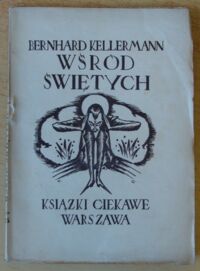 BERNHARD KELLERMANN
WŚRÓD
ŚWIĘTYCH
KSIĄŻKI CIEKAWE
WARSZAWA